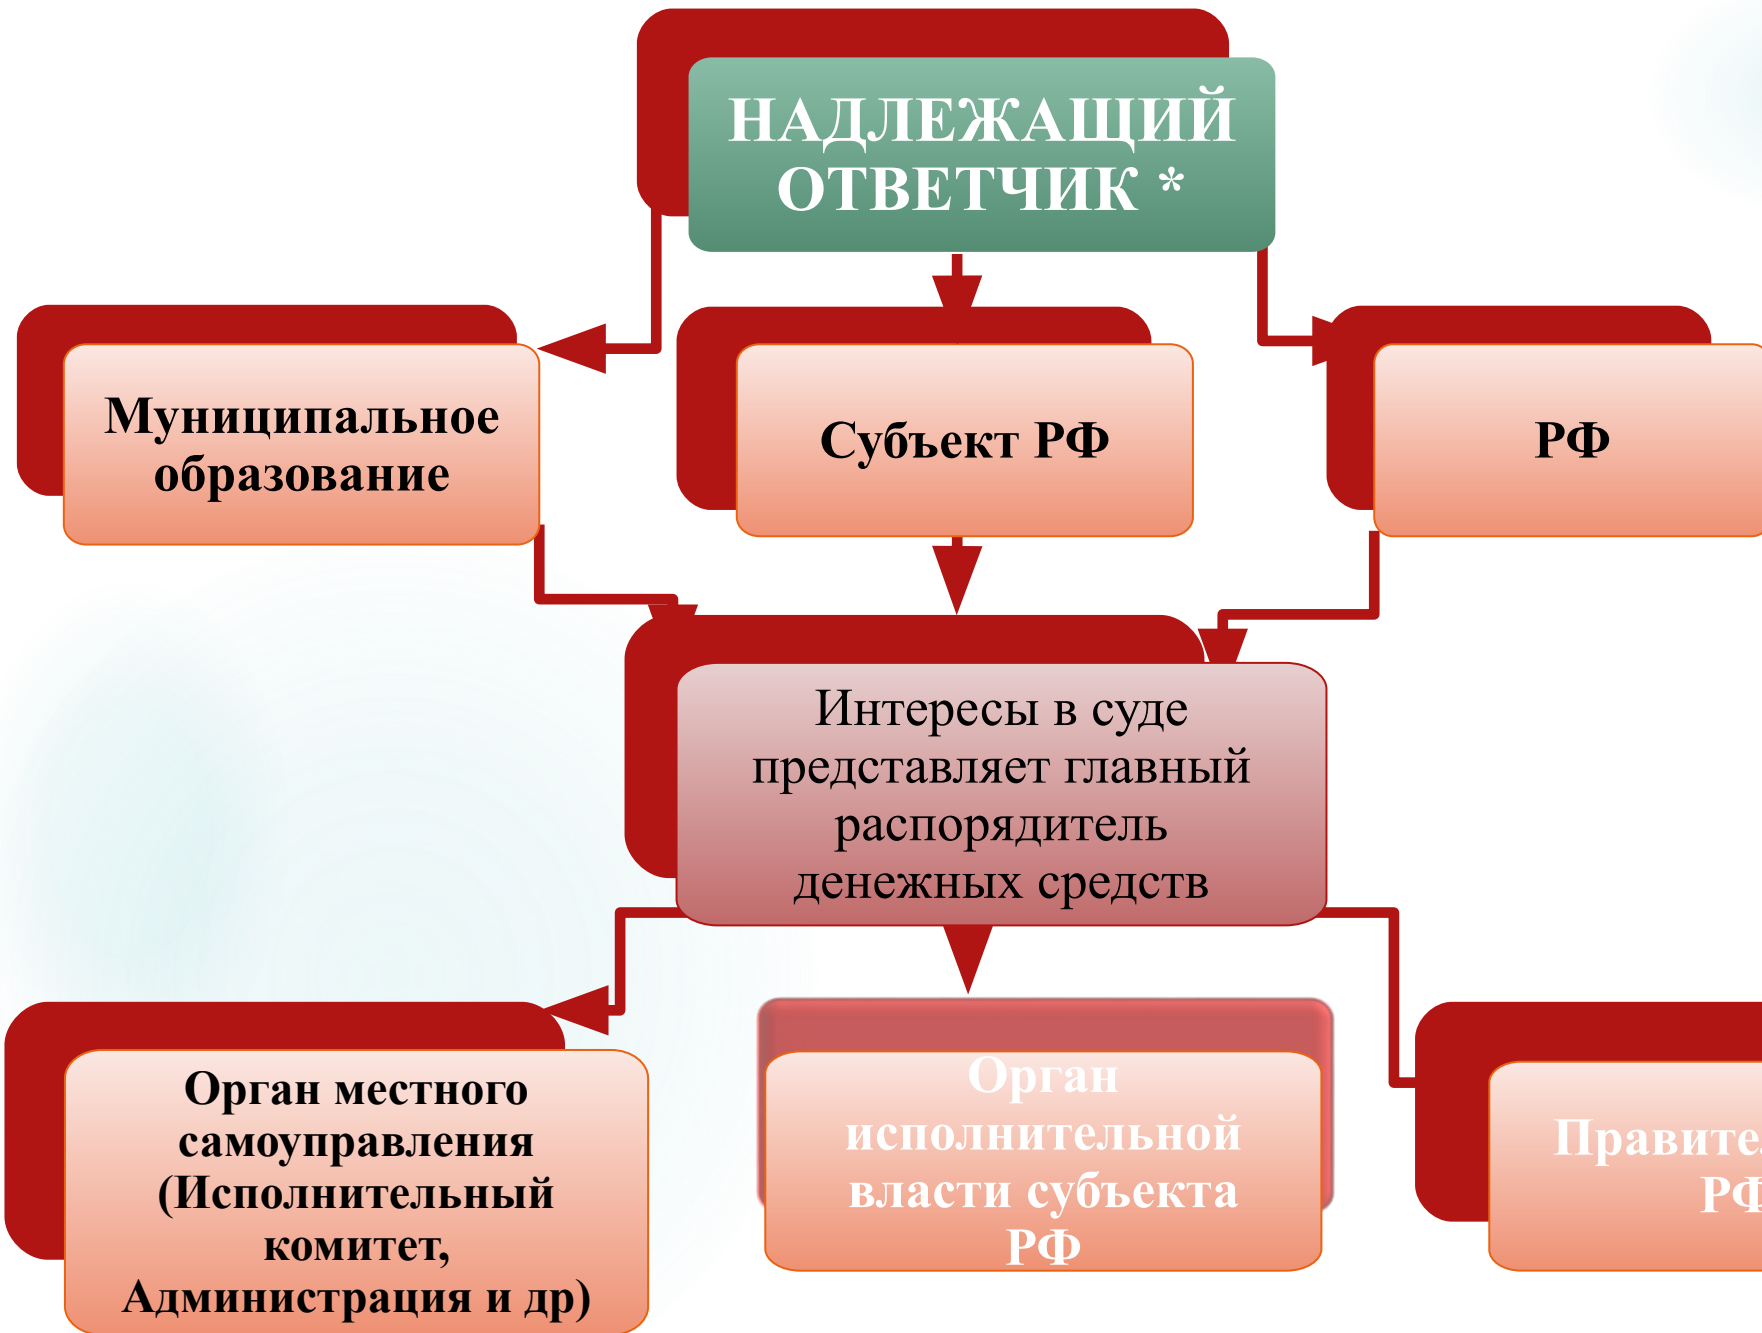 НАДЛЕЖАЩИЙ
ОТВЕТЧИК *
Муниципальное
образование
Субъект РФ
РФ
Интересы в суде
представляет главный
распорядитель
денежных средств
Орган местного
самоуправления
(Исполнительный
комитет,
Администрация и др)
Орган
исполнительной
власти субъекта
РФ
РФ